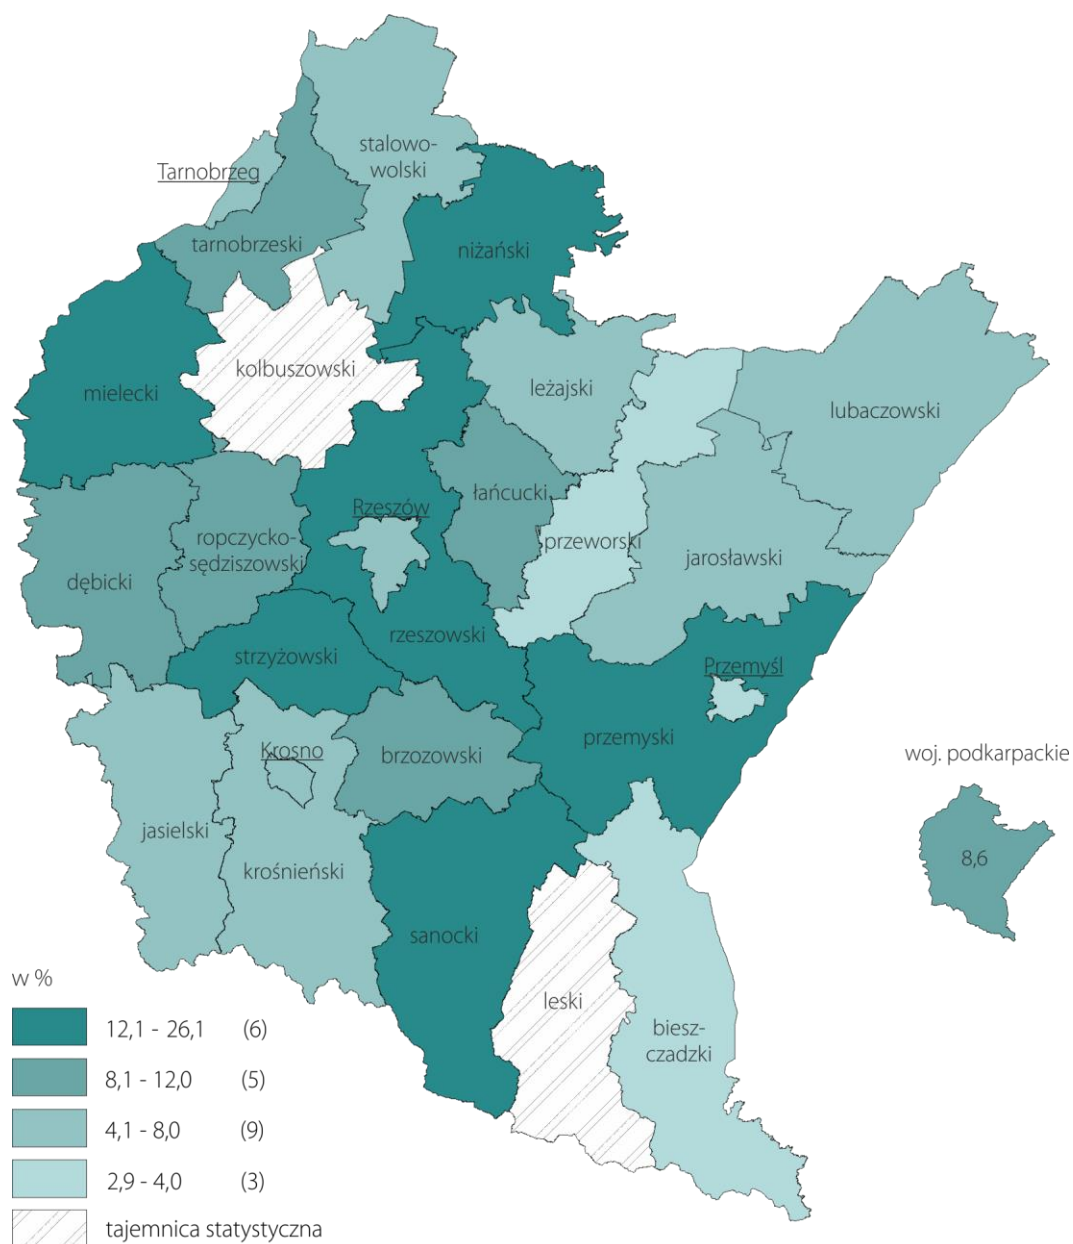 stalowo-
wolski
Tarnobrzeg
tarnobrzeski
niżański
kolbuszowski
mielecki
leżajski
lubaczowski
łańcucki
Rzeszów
ropczycko-
sędziszowski
przeworski
jarosławski
dębicki
rzeszowski
strzyżowski
Przemyśl
przemyski
Krosno
brzozowski
woj. podkarpackie
jasielski
krośnieński
8,6
sanocki
leski
biesz-
czadzki
w %
12,1 - 26,1 (6)
8,1 - 12,0 (5)
4,1 - 8,0 (9)
2,9 - 4,0 (3)
tajemnica statystyczna